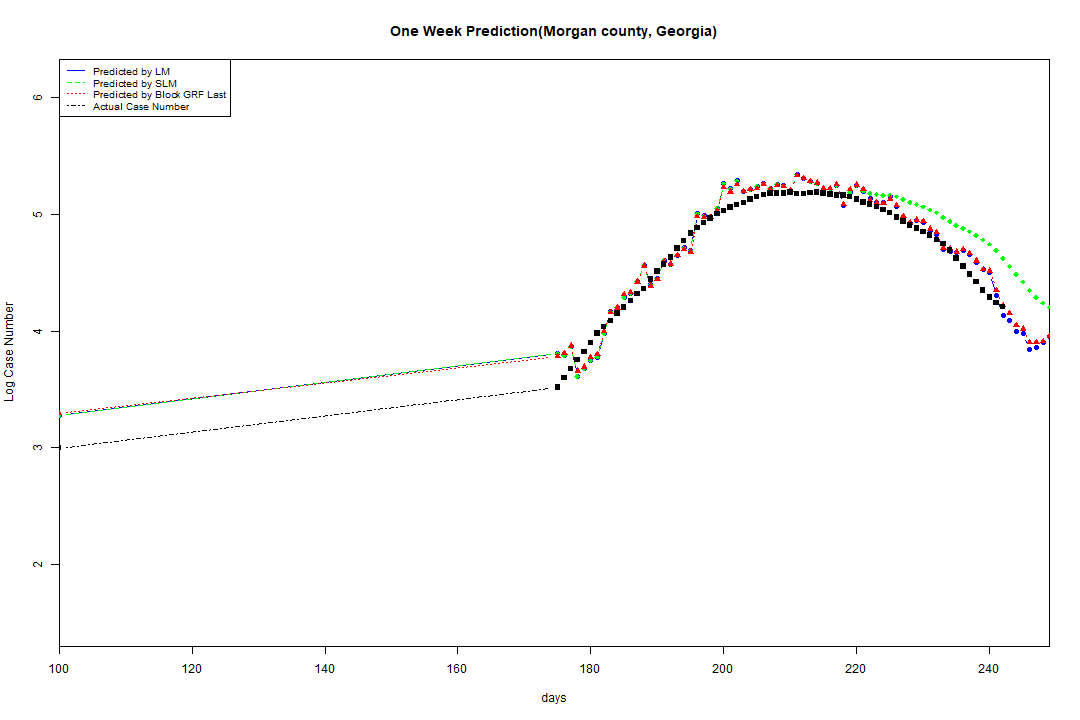 One Week Prediction(Morgan county, Georgia)
Predicted by LM
Predicted by SLM
Predicted by Block GRF Last
Actual Case Number
6
5
4
3
2
Log Case Number
100 120 140 160 180 200 220 240
days